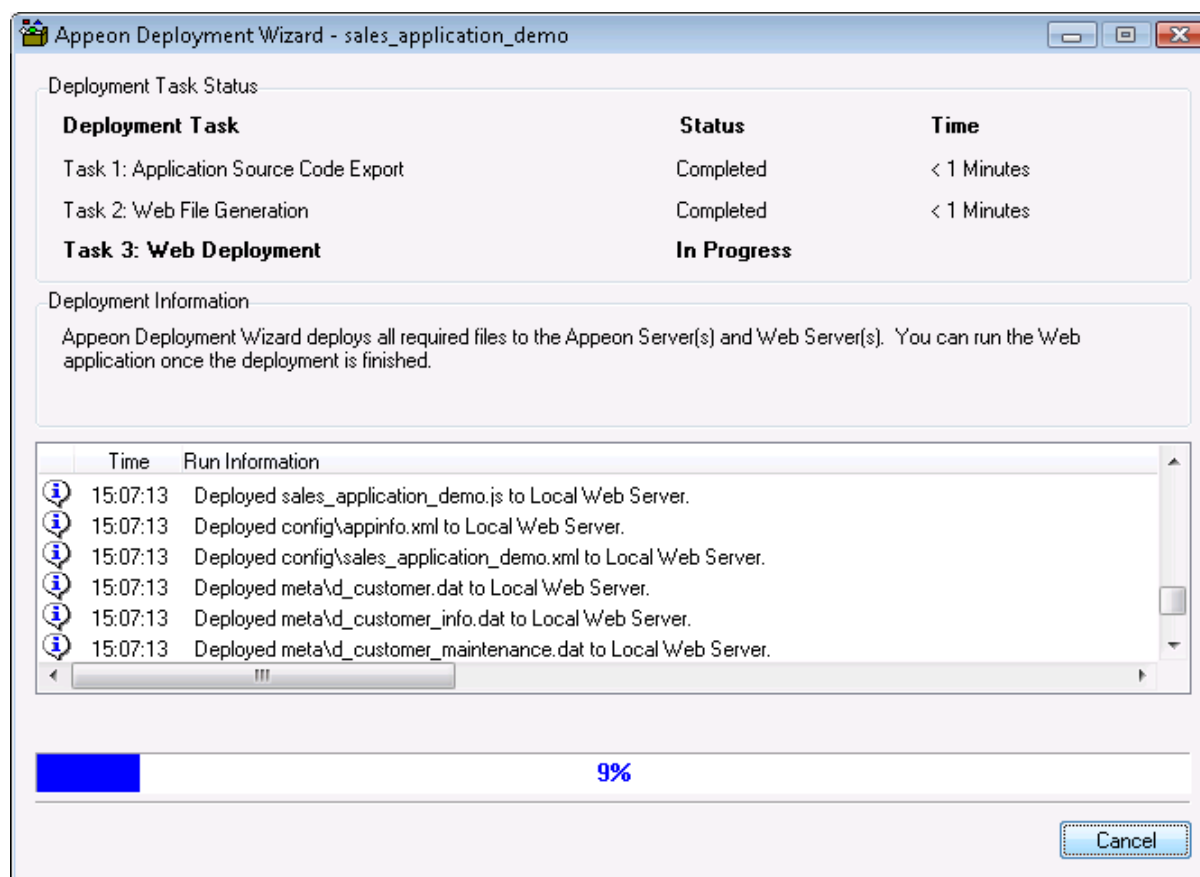 Appeon Deployment Wizard - sales_application_demo
Deployment Task Status
Deployment Task Status Time
Task 1: Application Source Code Export Completed < 1 Minutes
Task 2: Web File Generation Completed < 1 Minutes
Task 3: Web Deployment In Progress
Deployment Information
Appeon Deployment Wizard deploys all required files to the Appeon Server(s) and Web Server(s). You can run the Web
application once the deployment is finished.
Time Run Information
15:07:13 Deployed sales_application_demo.js to Local Web Server.
15:07:13 Deployed config\appinfo.xml to Local Web Server.
15:07:13 Deployed config\sales_application_demo.xml to Local Web Server.
15:07:13 Deployed meta\d_customer.dat to Local Web Server.
15:07:13 Deployed meta\d_customer_info.dat to Local Web Server.
15:07:13 Deployed meta\d_customer_maintenance.dat to Local Web Server.
9%
Cancel